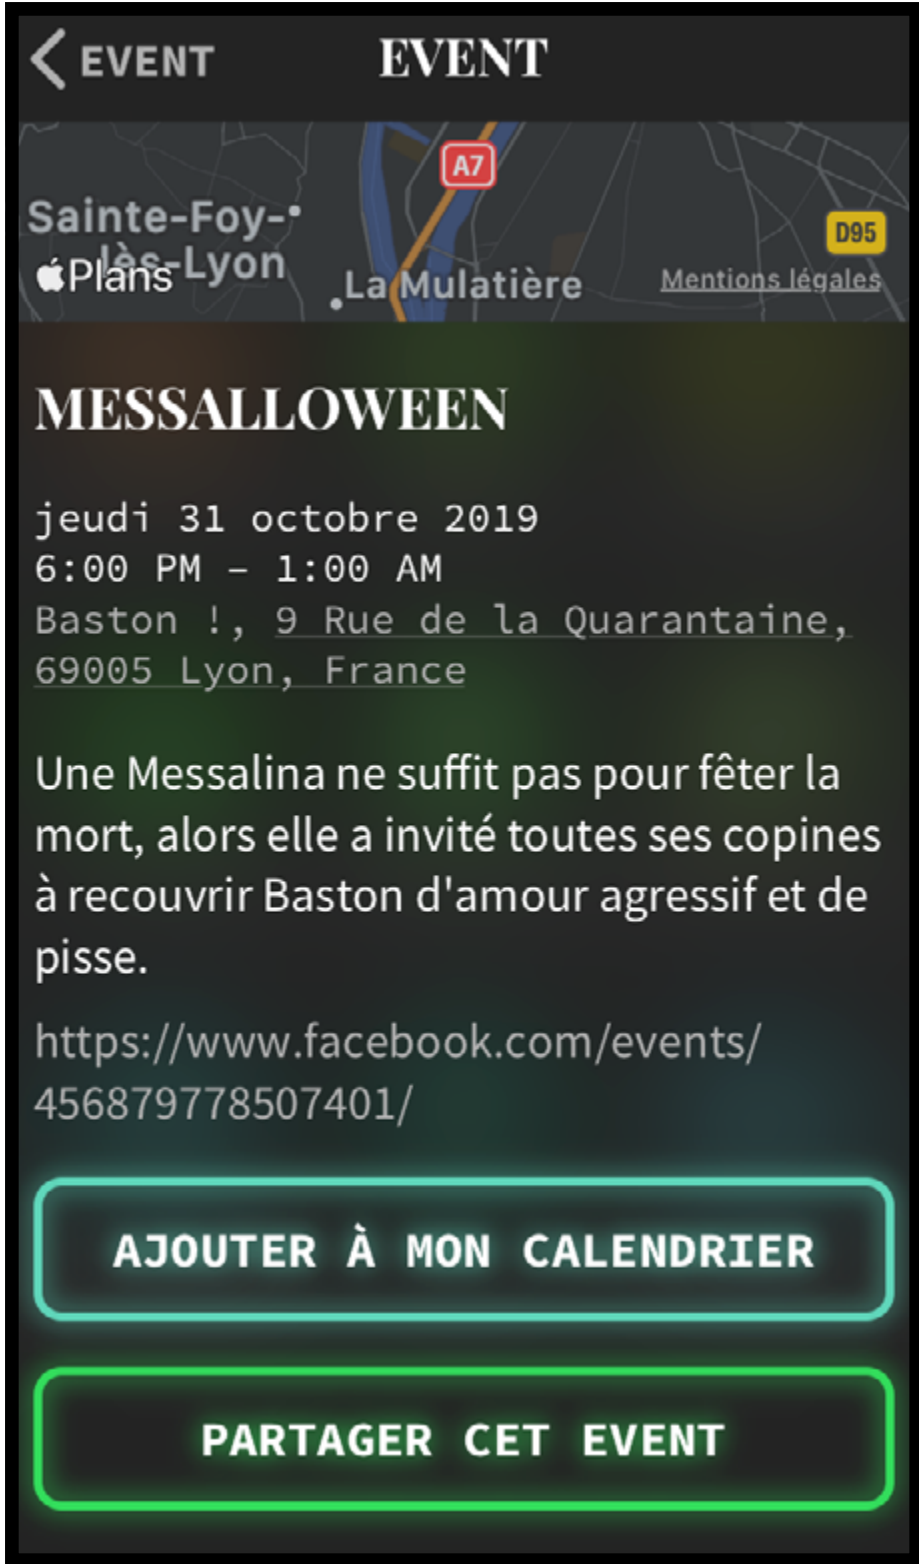 EVENT
EVENT
A7
Sainte-Foy-
lès-Lyon
D95
Plans
La Mulatière
Mentions légales
MESSALLOWEEN
jeudi 31 octobre 2019
6:00 PM – 1:00 AM
Baston !, 9 Rue de la Quarantaine,
69005 Lyon, France
Une Messalina ne suffit pas pour fêter la
mort, alors elle a invité toutes ses copines
à recouvrir Baston d'amour agressif et de
pisse.
https://www.facebook.com/events/
456879778507401/
AJOUTER À MON CALENDRIER
PARTAGER CET EVENT